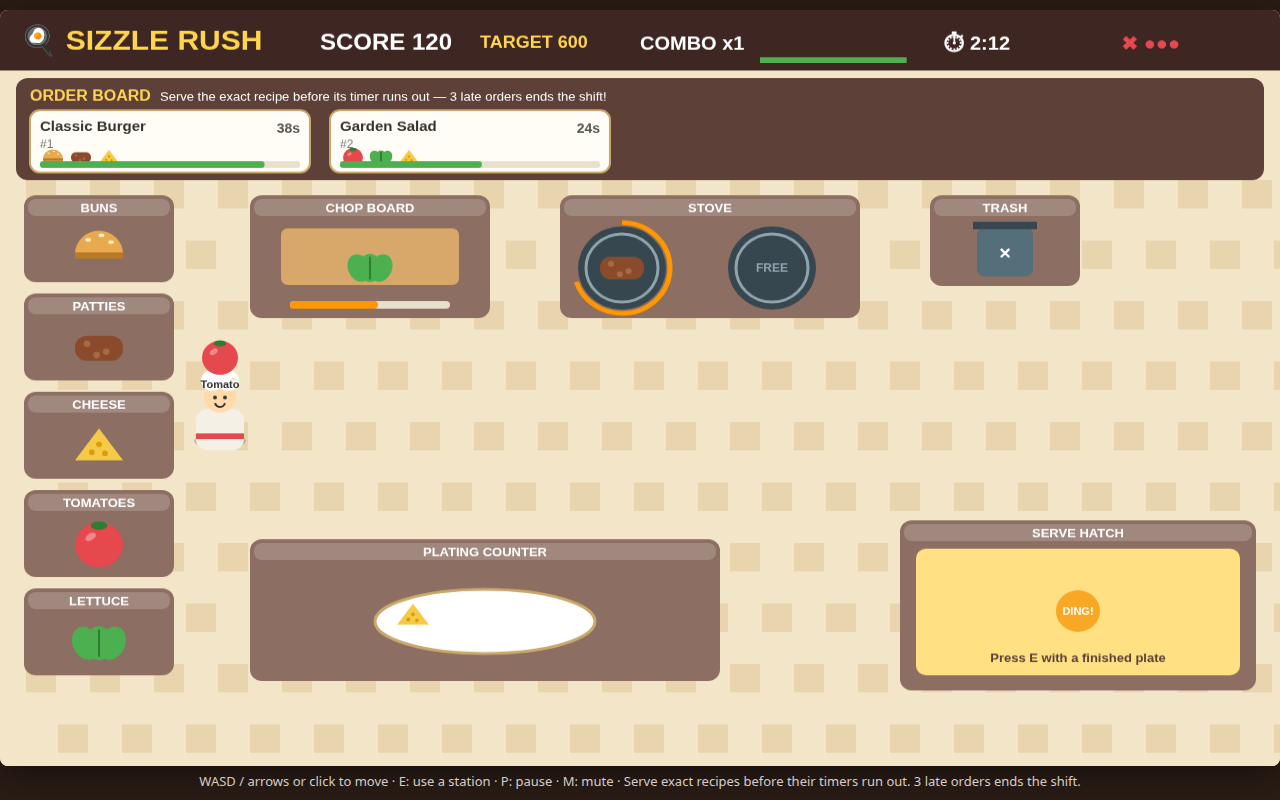 SIZZLE RUSH
SCORE 120
TARGET 600
COMBO x1
2:12
ORDER BOARD
Serve the exact recipe before its timer runs out — 3 late orders ends the shift!
Classic Burger
38s
#1
Garden Salad
24s
#2
BUNS
CHOP BOARD
STOVE
TRASH
FREE
PATTIES
Tomato
CHEESE
TOMATOES
LETTUCE
PLATING COUNTER
SERVE HATCH
DING!
Press E with a finished plate
WASD / arrows or click to move · E: use a station · P: pause · M: mute · Serve exact recipes before their timers run out. 3 late orders ends the shift.